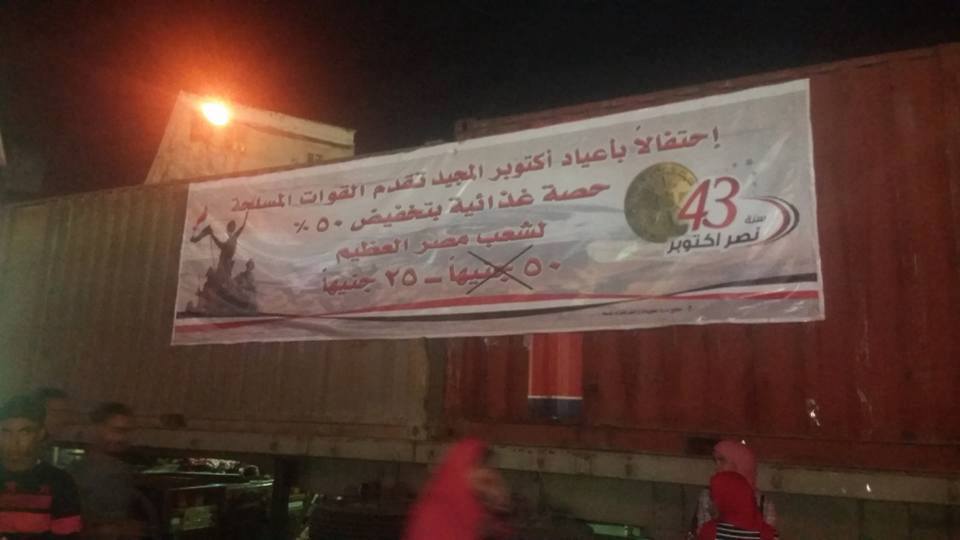 إحتفالاً بأعياد أكتوبر المجيد تقدم القوات المسلحة
حصة غذائية بتخفيض ٥٠ %
لشعب مصر العظيم
٥٠ جنيهاً - ٢٥ جنيهاً
43 سنة
نصر أكتوبر